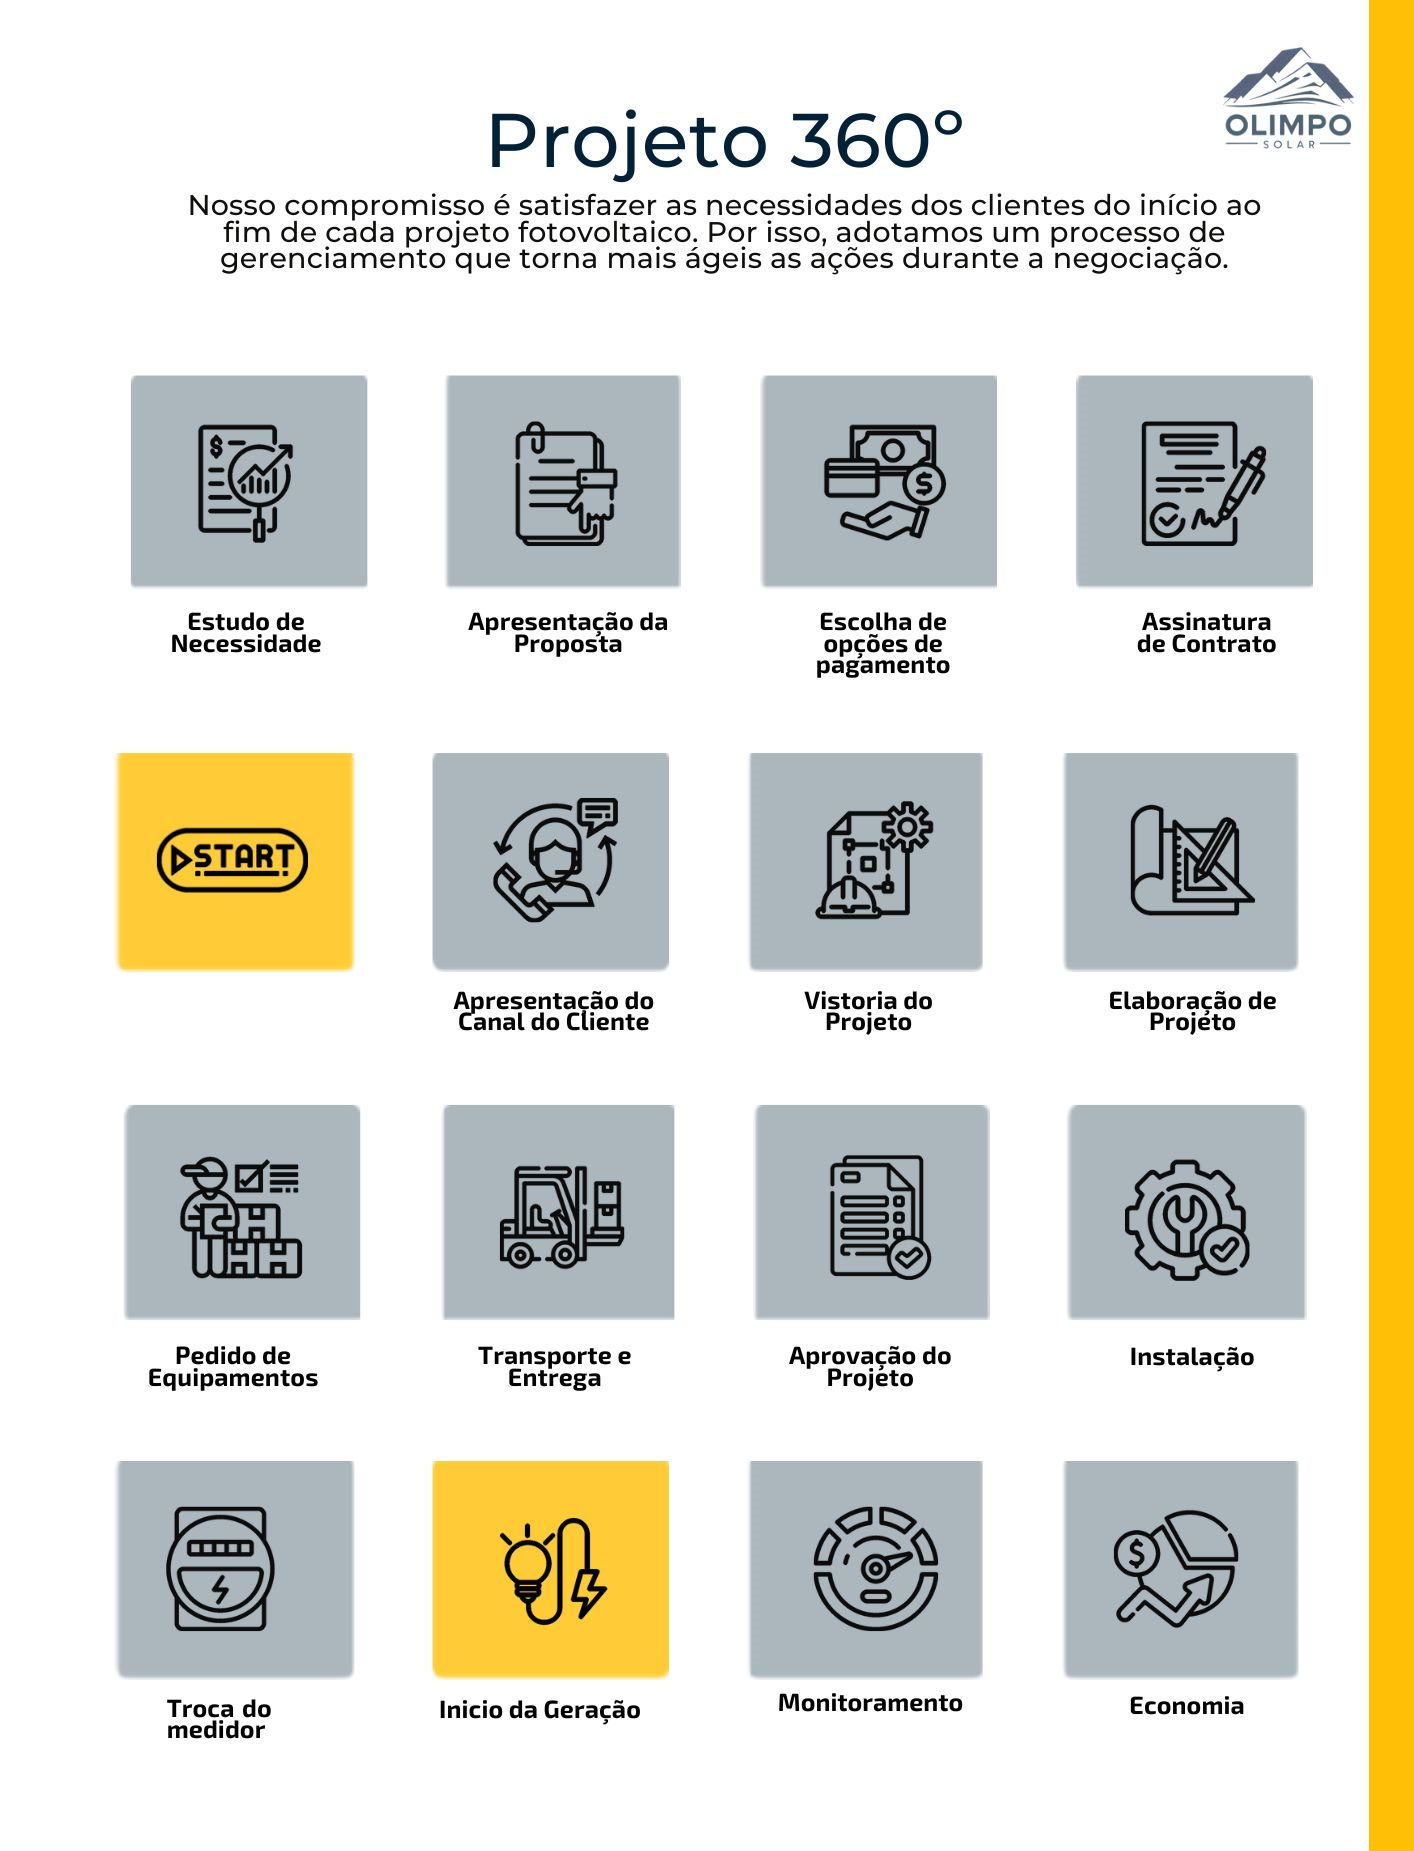 OLIMPO
SOLAR
Projeto 360º
Nosso compromisso é satisfazer as necessidades dos clientes do início ao
fim de cada projeto fotovoltaico. Por isso, adotamos um processo de
gerenciamento que torna mais ágeis as ações durante a negociação.
$
$
Estudo de
Necessidade
Apresentação da
Proposta
Escolha de
opções de
pagamento
Assinatura
de Contrato
START
Apresentação do
Canal do Cliente
Vistoria do
Projeto
Elaboração de
Projeto
Pedido de
Equipamentos
Transporte e
Entrega
Aprovação do
Projeto
Instalação
$
Troca do
medidor
Inicio da Geração
Monitoramento
Economia